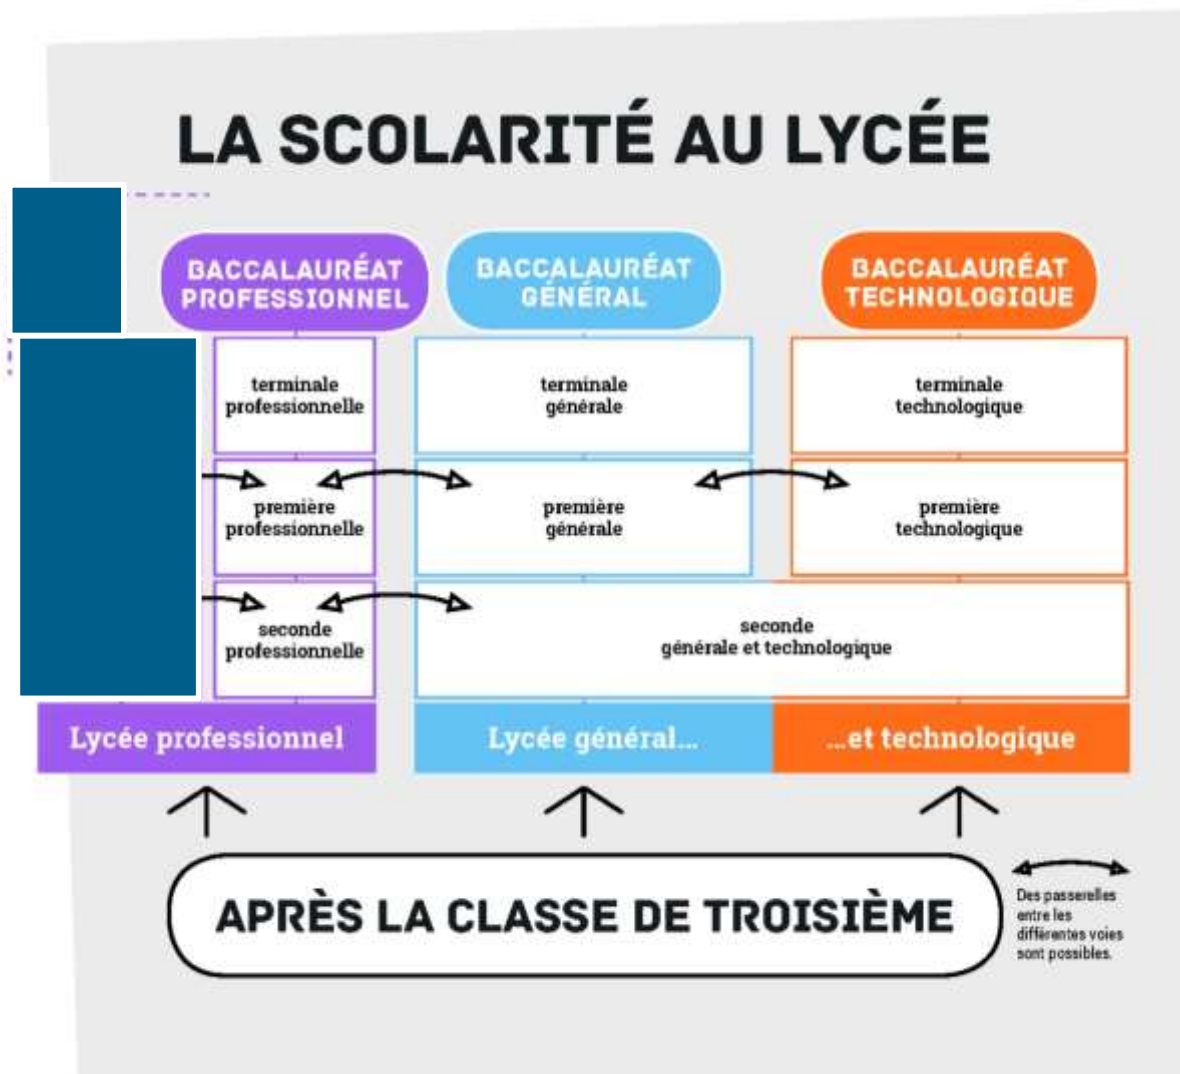 LA SCOLARITÉ AU LYCÉE
BACCALAURÉAT
PROFESSIONNEL
BACCALAURÉAT
GÉNÉRAL
BACCALAURÉAT
TECHNOLOGIQUE
terminale
professionnelle
terminale
générale
terminale
technologique
première
professionnelle
première
générale
première
technologique
seconde
professionnelle
seconde
générale et technologique
Lycée professionnel
Lycée général...
...et technologique
APRÈS LA CLASSE DE TROISIÈME
Des passerelles
entre les
différentes voies
sont possibles.